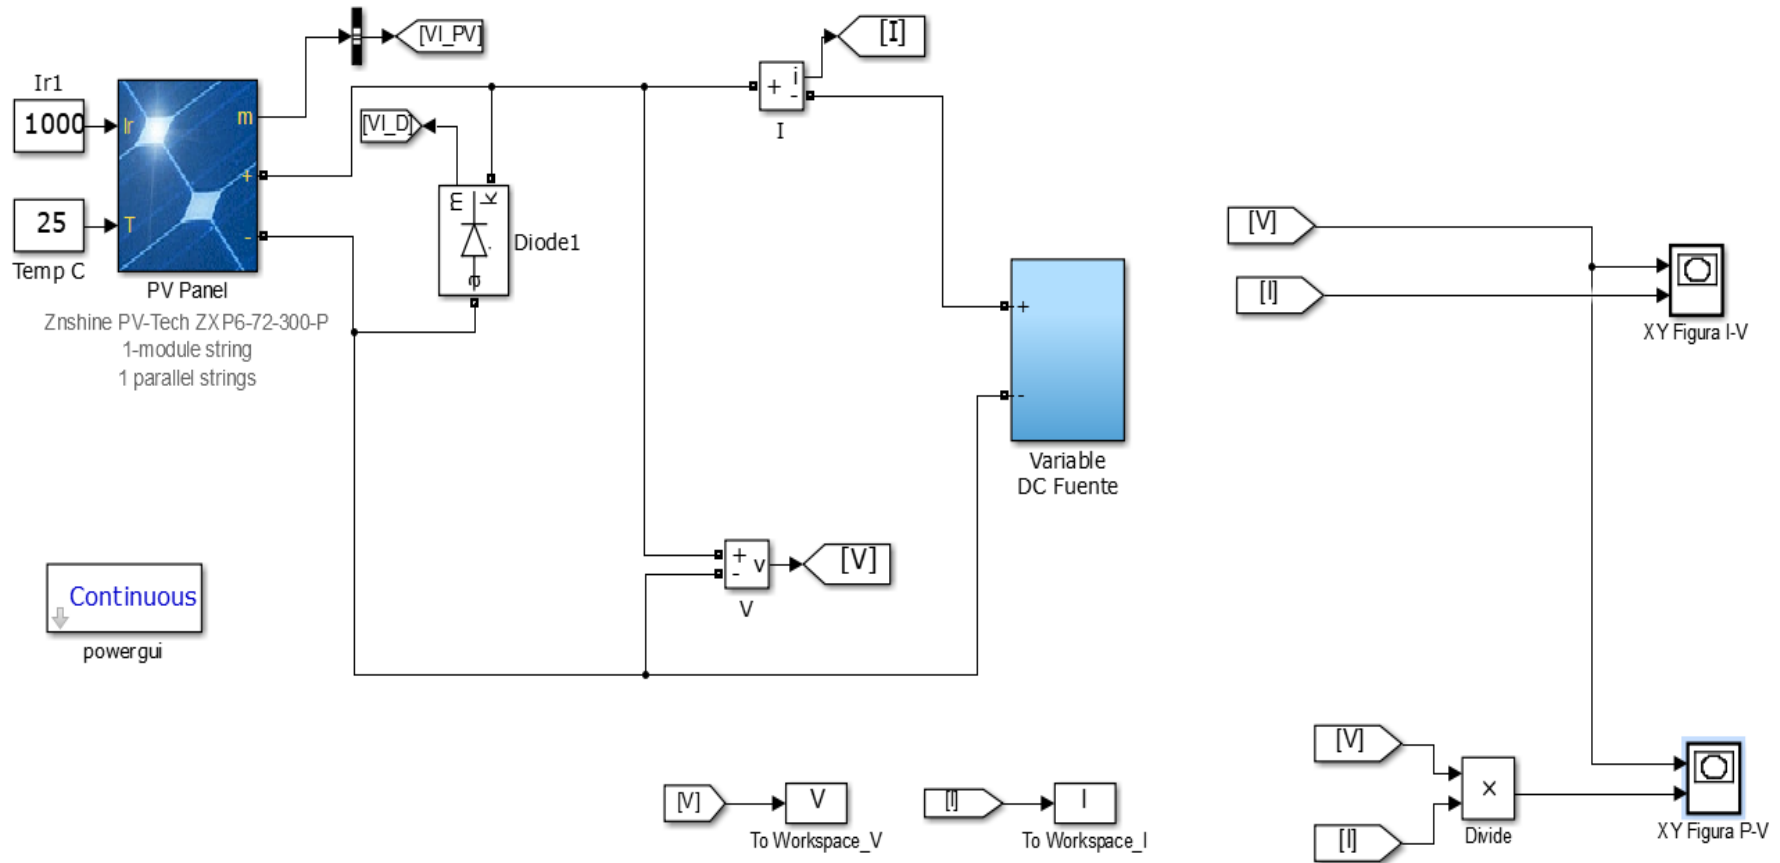 [VI_PV]
[I]
Ir1
1000
Ir
m
+
i
-
I
[VI_D]
+
m
k
25
T
-
Temp C
a
Diode1
PV Panel
Znshine PV-Tech ZXP6-72-300-P
1-module string
1 parallel strings
+
-
Variable
DC Fuente
[V]
[I]
XY Figura I-V
+
-
v
[V]
V
Continuous
powergui
[V]
[I]
×
Divide
XY Figura P-V
[V]
V
To Workspace_V
[I]
I
To Workspace_I